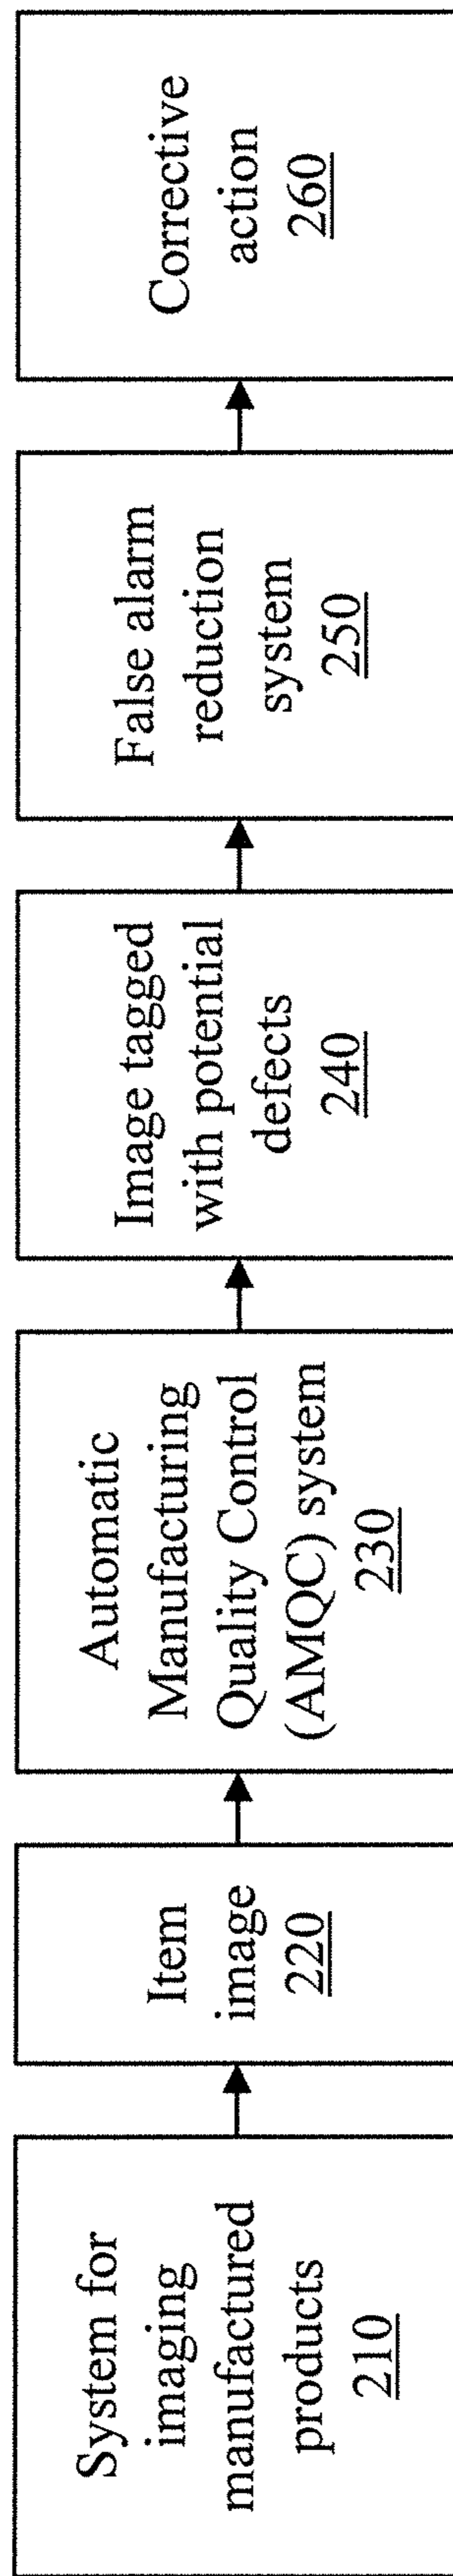 System for
imaging
manufactured
products
210
Item
image
220
Automatic
Manufacturing
Quality Control
(AMQC) system
230
Image tagged
with potential
defects
240
False alarm
reduction
system
250
Corrective
action
260